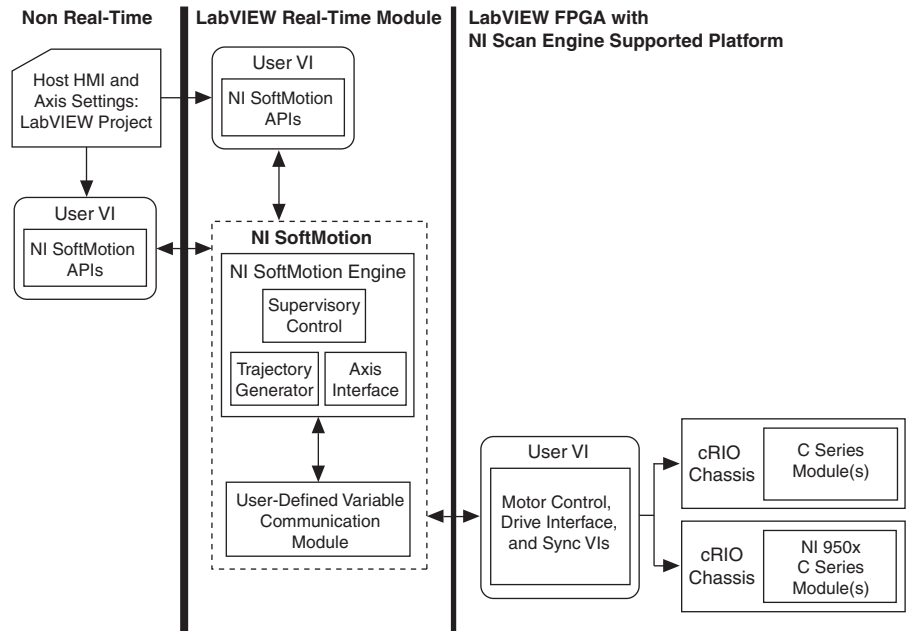 Non Real-Time
LabVIEW Real-Time Module
LabVIEW FPGA with
NI Scan Engine Supported Platform
Host HMI and
Axis Settings:
LabVIEW Project
User VI
NI SoftMotion
APIs
User VI
NI SoftMotion
APIs
NI SoftMotion
NI SoftMotion Engine
Supervisory
Control
Trajectory
Generator
Axis
Interface
User-Defined Variable
Communication
Module
User VI
Motor Control,
Drive Interface,
and Sync VIs
cRIO
Chassis
C Series
Module(s)
cRIO
Chassis
NI 950x
C Series
Module(s)